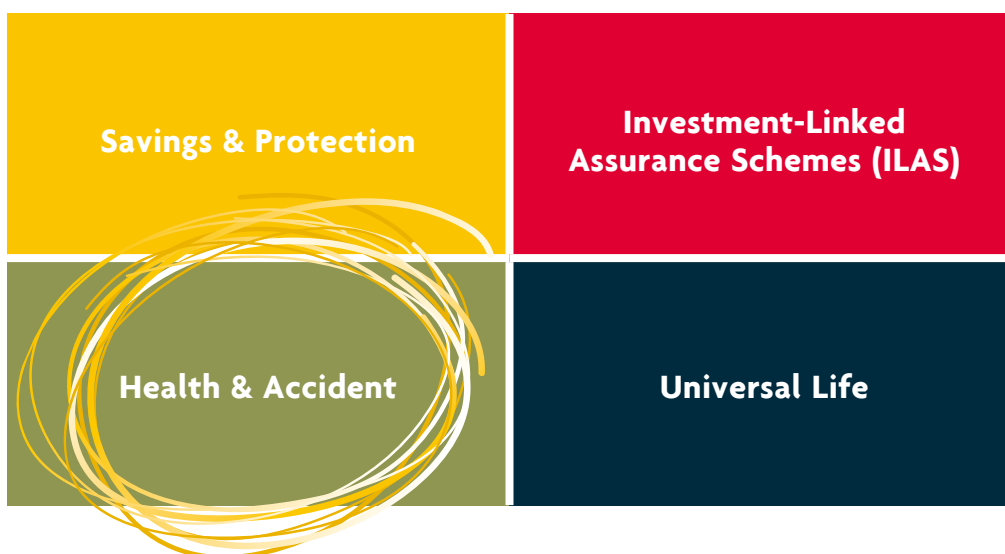 Savings & Protection
Investment-Linked
Assurance Schemes (ILAS)
Health & Accident
Universal Life